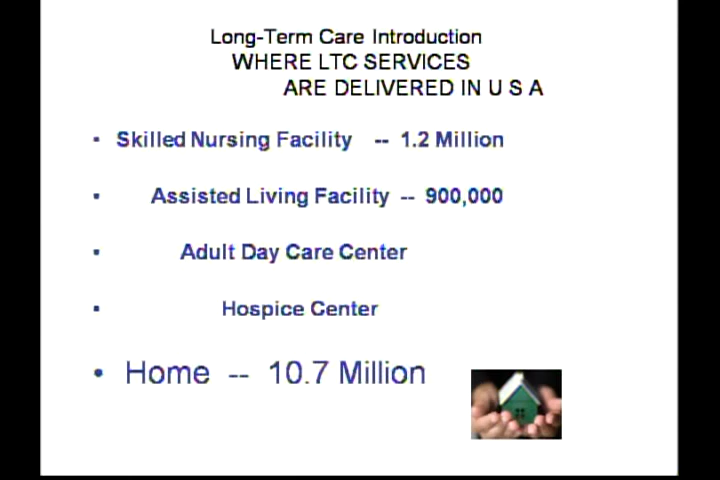 Long-Term Care Introduction
WHERE LTC SERVICES
ARE DELIVERED IN U S A
• Skilled Nursing Facility -- 1.2 Million
• Assisted Living Facility -- 900,000
• Adult Day Care Center
• Hospice Center
• Home -- 10.7 Million